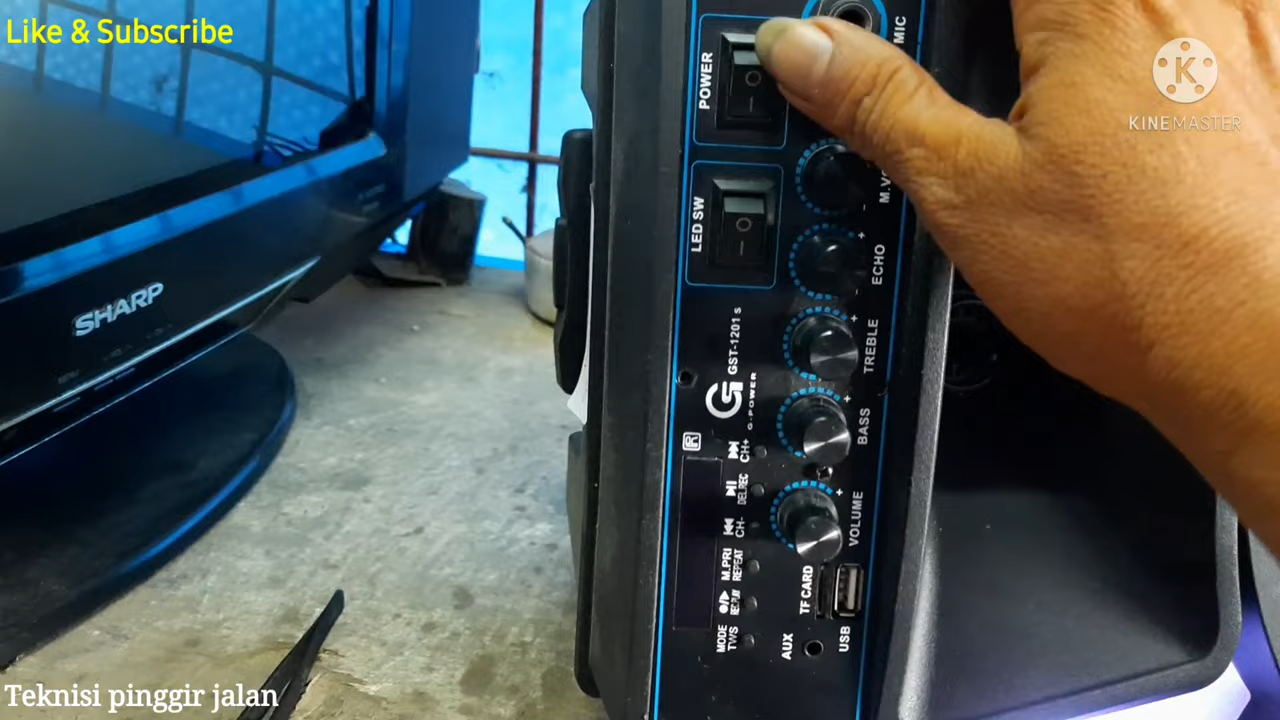 Like & Subscribe
K
KINEMASTER
SHARP
POWER
MIC
LED SW
ECHO
TREBLE
BASS
VOLUME
GST-1201 s
G-POWER
CH+
DEL.REC
CH-
M.PRI
REPEAT
MODE
TWS
TF CARD
USB
AUX
Teknisi pinggir jalan